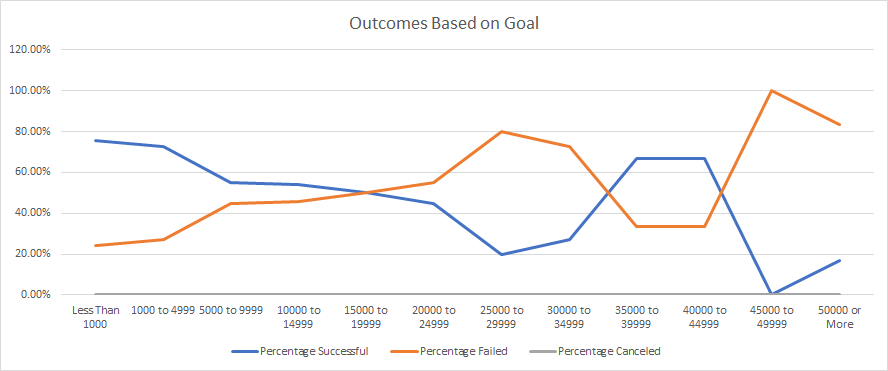 Outcomes Based on Goal
120.00%
100.00%
80.00%
60.00%
40.00%
20.00%
0.00%
Less Than 1000
1000 to 4999
5000 to 9999
10000 to 14999
15000 to 19999
20000 to 24999
25000 to 29999
30000 to 34999
35000 to 39999
40000 to 44999
45000 to 49999
50000 or More
Percentage Successful
Percentage Failed
Percentage Canceled